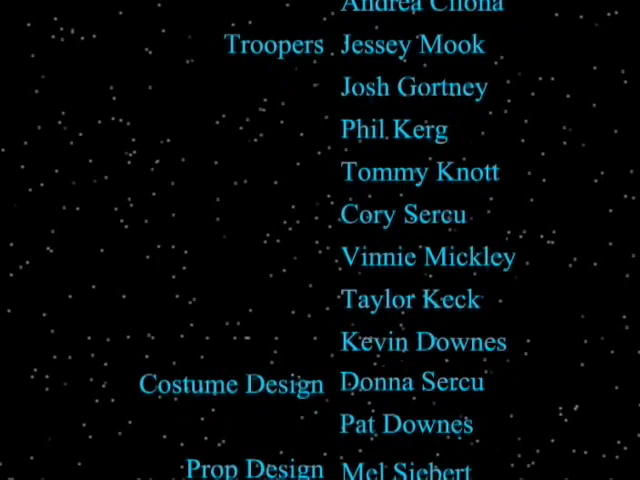 Andrea
Troopers Jessey Mook
Josh Gortney
Phil Kerg
Tommy Knott
Cory Sercu
Vinnie Mickley
Taylor Keck
Kevin Downes
Costume Design Donna Sercu
Pat Downes
Prop Design Mel Siebert